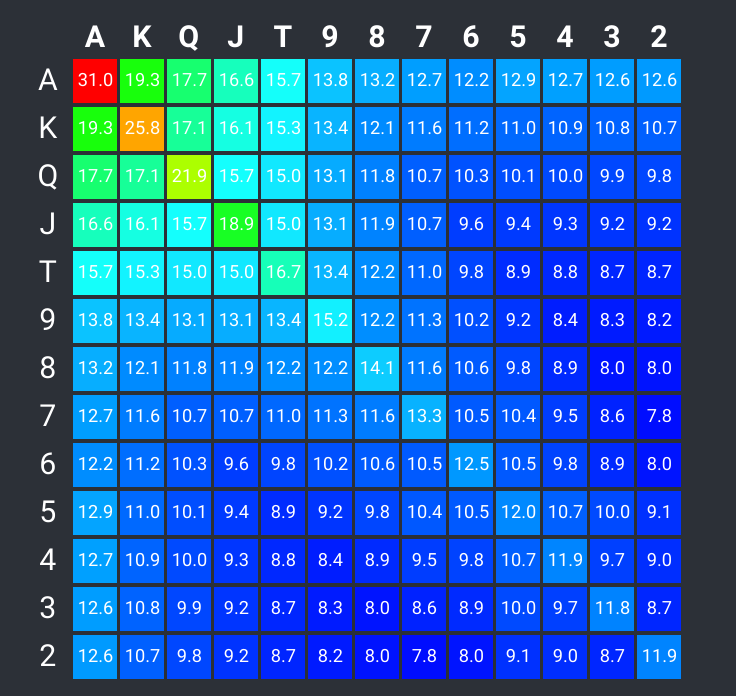 A K Q J T 9 8 7 6 5 4 3 2
A 31.0 19.3 17.7 16.6 15.7 13.8 13.2 12.7 12.2 12.9 12.7 12.6 12.6
K 19.3 25.8 17.1 16.1 15.3 13.4 12.1 11.6 11.2 11.0 10.9 10.8 10.7
Q 17.7 17.1 21.9 15.7 15.0 13.1 11.8 10.7 10.3 10.1 10.0 9.9 9.8
J 16.6 16.1 15.7 18.9 15.0 13.1 11.9 10.7 9.6 9.4 9.3 9.2 9.2
T 15.7 15.3 15.0 15.0 16.7 13.4 12.2 11.0 9.8 8.9 8.8 8.7 8.7
9 13.8 13.4 13.1 13.1 13.4 15.2 12.2 11.3 10.2 9.2 8.4 8.3 8.2
8 13.2 12.1 11.8 11.9 12.2 12.2 14.1 11.6 10.6 9.8 8.9 8.0 8.0
7 12.7 11.6 10.7 10.7 11.0 11.3 11.6 13.3 10.5 10.4 9.5 8.6 7.8
6 12.2 11.2 10.3 9.6 9.8 10.2 10.6 10.5 12.5 10.5 9.8 8.9 8.0
5 12.9 11.0 10.1 9.4 8.9 9.2 9.8 10.4 10.5 12.0 10.7 10.0 9.1
4 12.7 10.9 10.0 9.3 8.8 8.4 8.9 9.5 9.8 10.7 11.9 9.7 9.0
3 12.6 10.8 9.9 9.2 8.7 8.3 8.0 8.6 8.9 10.0 9.7 11.8 8.7
2 12.6 10.7 9.8 9.2 8.7 8.2 8.0 7.8 8.0 9.1 9.0 8.7 11.9